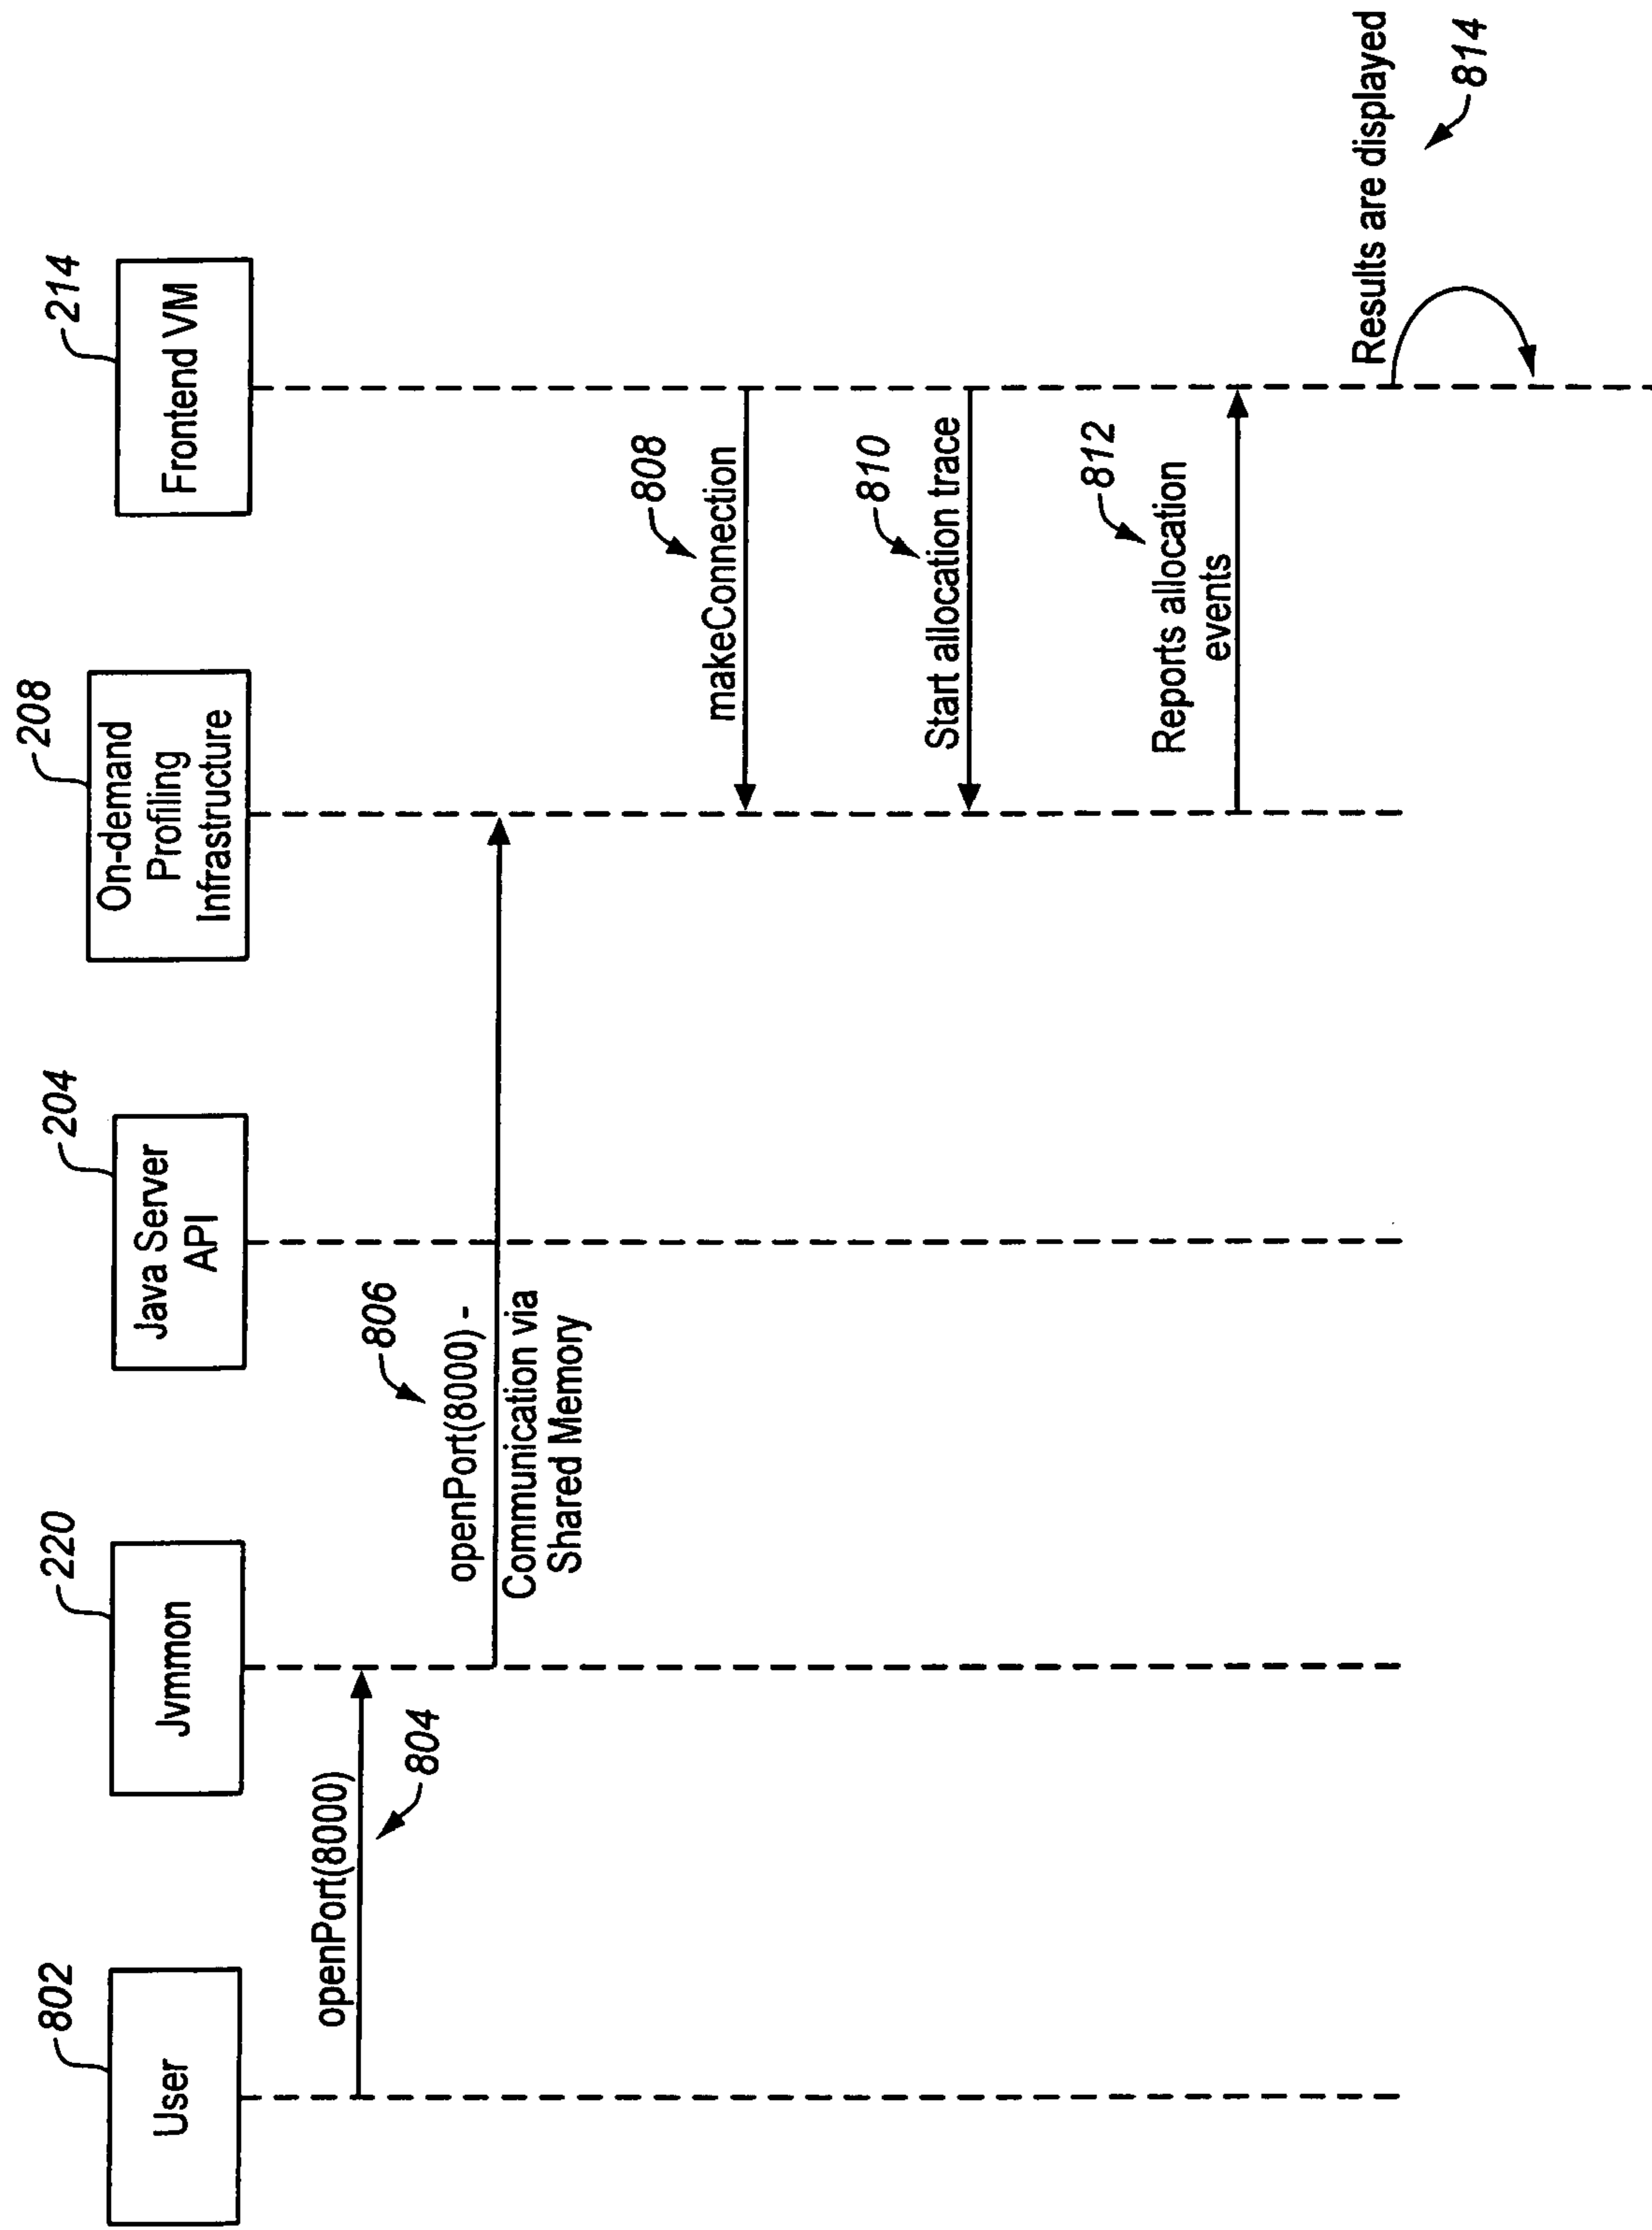 802
User
220
Jvmmon
204
Java Server
API
208
On-demand
Profiling
Infrastructure
214
Frontend VM
openPort(8000)
804
806
openPort(8000) -
Communication via
Shared Memory
808
makeConnection
810
Start allocation trace
812
Reports allocation
events
Results are displayed
814